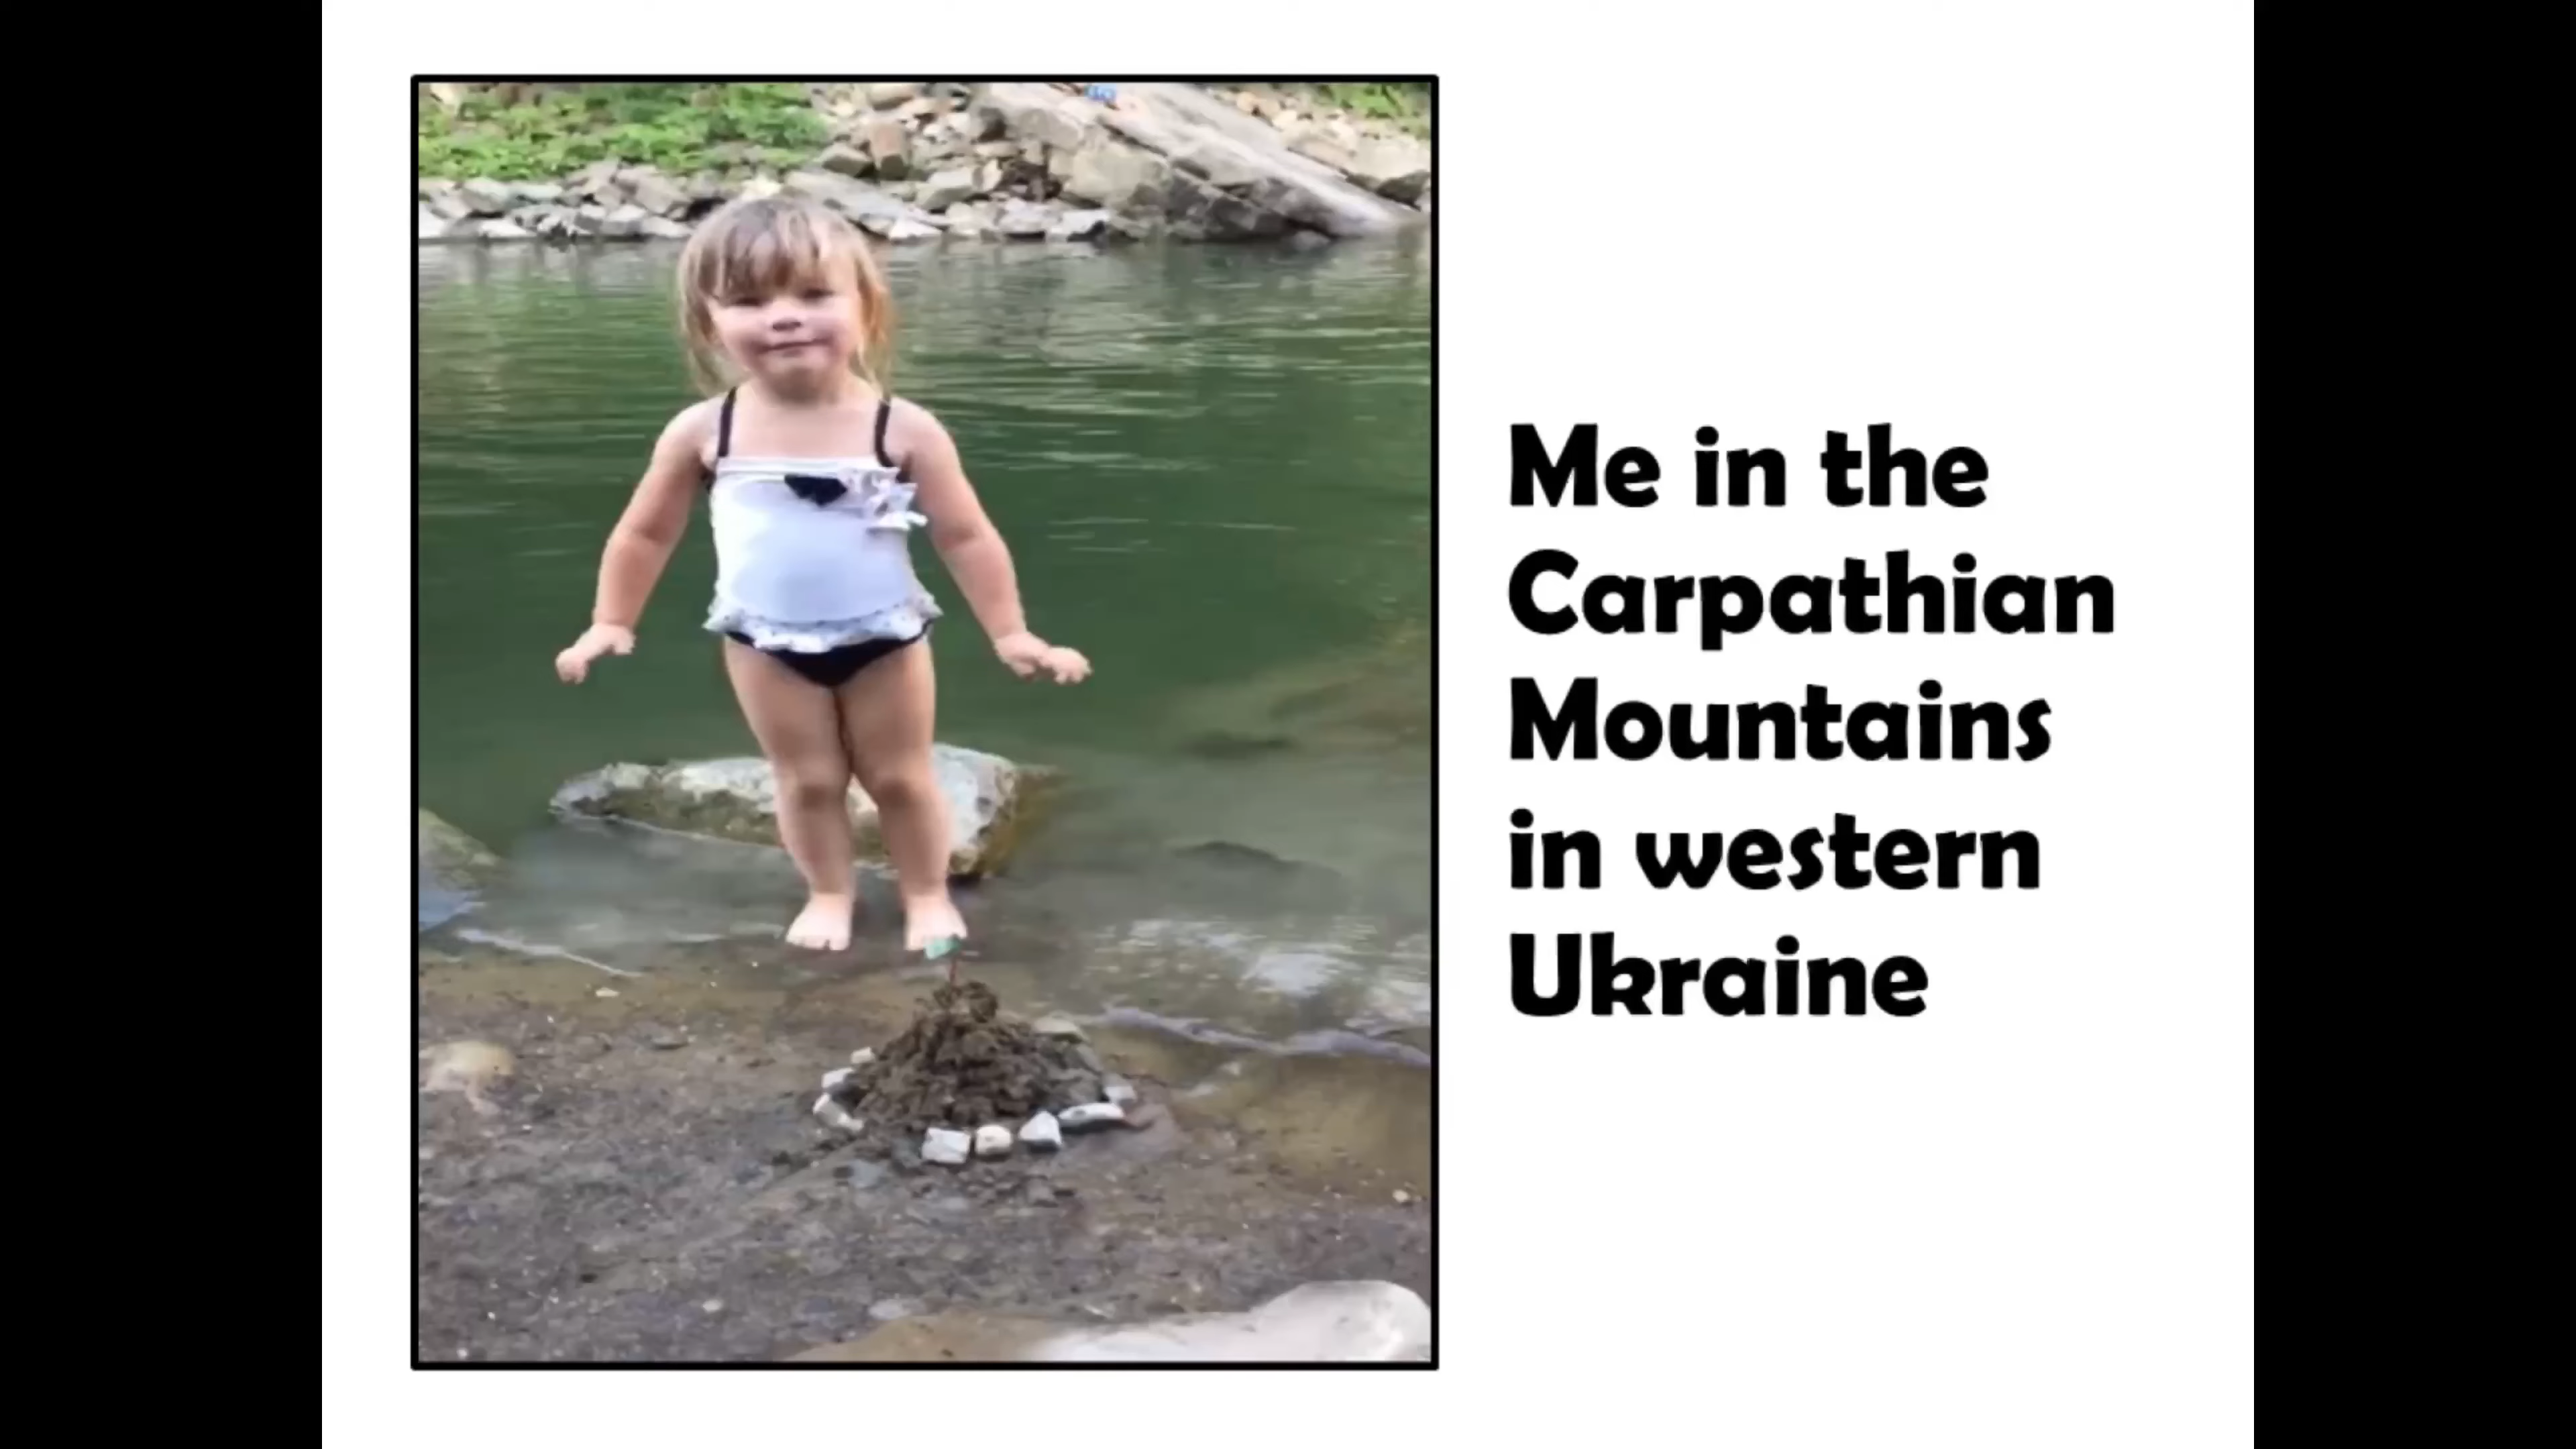 Me in the
Carpathian
Mountains
in western
Ukraine